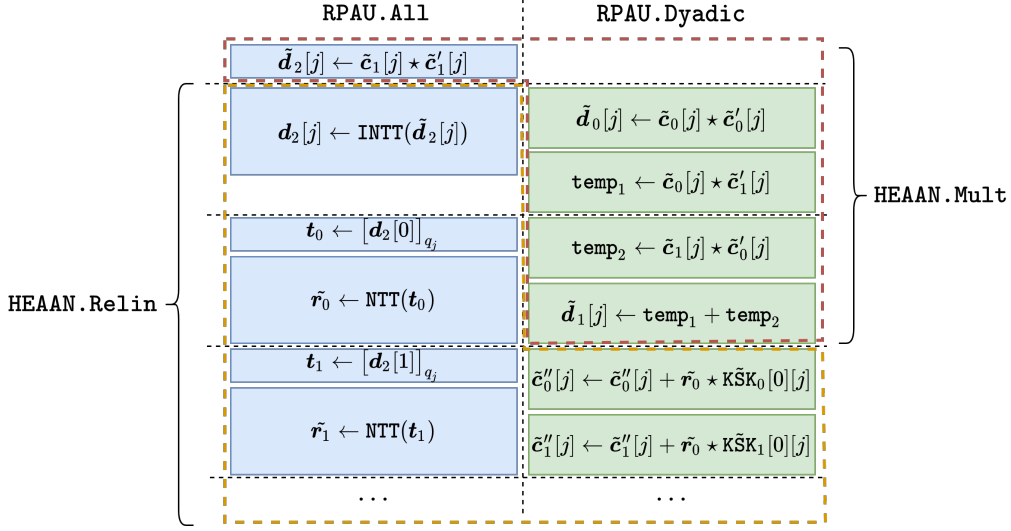 RPAU.All
RPAU.Dyadic
d̃₂[j] ← c̃₁[j] ⋆ c̃′₁[j]
d₂[j] ← INTT(d̃₂[j])
d̃₀[j] ← c̃₀[j] ⋆ c̃′₀[j]
temp₁ ← c̃₀[j] ⋆ c̃′₁[j]
HEAAN.Mult
t₀ ← [d₂[0]]_{q_j}
temp₂ ← c̃₁[j] ⋆ c̃′₀[j]
HEAAN.Relin
r̃₀ ← NTT(t₀)
d̃₁[j] ← temp₁ + temp₂
t₁ ← [d₂[1]]_{q_j}
c̃″₀[j] ← c̃″₀[j] + r̃₀ ⋆ KS̃K₀[0][j]
r̃₁ ← NTT(t₁)
c̃″₁[j] ← c̃″₁[j] + r̃₀ ⋆ KS̃K₁[0][j]
...
...